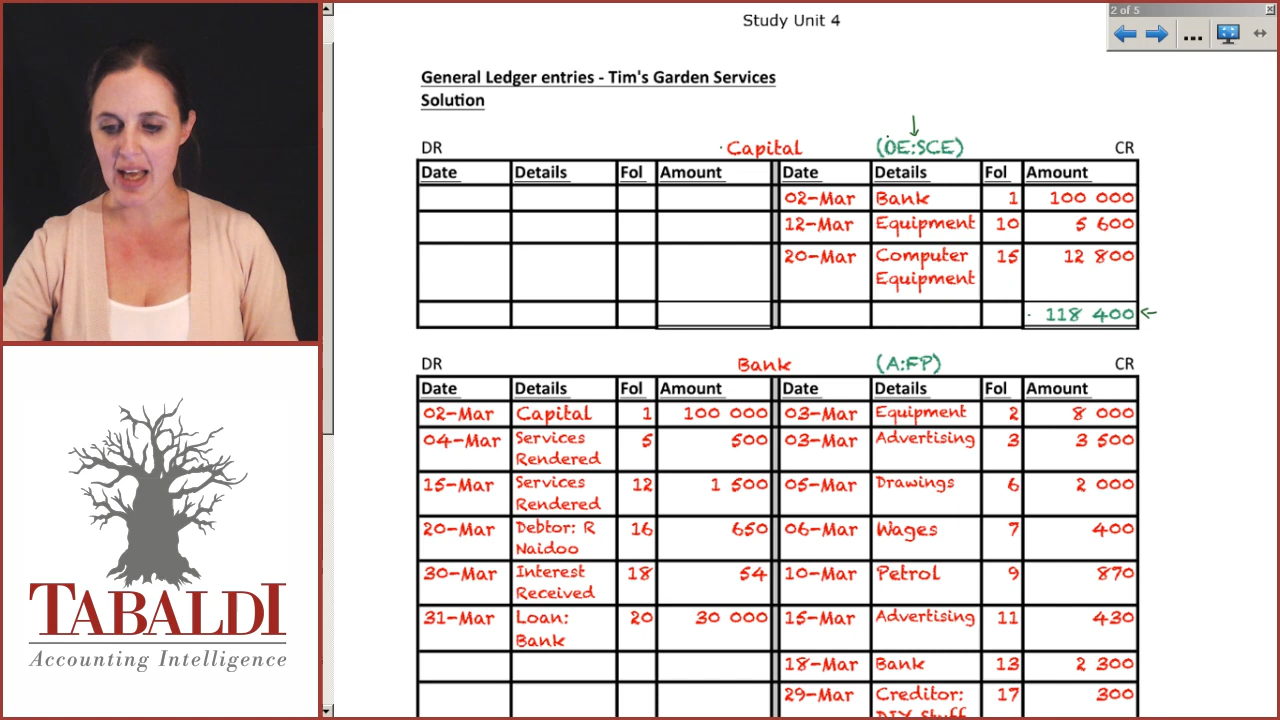 2 of 5
Study Unit 4
General Ledger entries - Tim's Garden Services
Solution
DR Capital (OE:SCE) CR
Date Details Fol Amount Date Details Fol Amount
02-Mar Bank 1 100 000
12-Mar Equipment 10 5 600
20-Mar Computer Equipment 15 12 800
118 400
DR Bank (A:FP) CR
Date Details Fol Amount Date Details Fol Amount
02-Mar Capital 1 100 000 03-Mar Equipment 2 8 000
04-Mar Services Rendered 5 500 03-Mar Advertising 3 3 500
15-Mar Services Rendered 12 1 500 05-Mar Drawings 6 2 000
20-Mar Debtor: R Naidoo 16 650 06-Mar Wages 7 400
30-Mar Interest Received 18 54 10-Mar Petrol 9 870
31-Mar Loan: Bank 20 30 000 15-Mar Advertising 11 430
18-Mar Bank 13 2 300
29-Mar Creditor: DIY Stuff 17 300
TABALDI
Accounting Intelligence